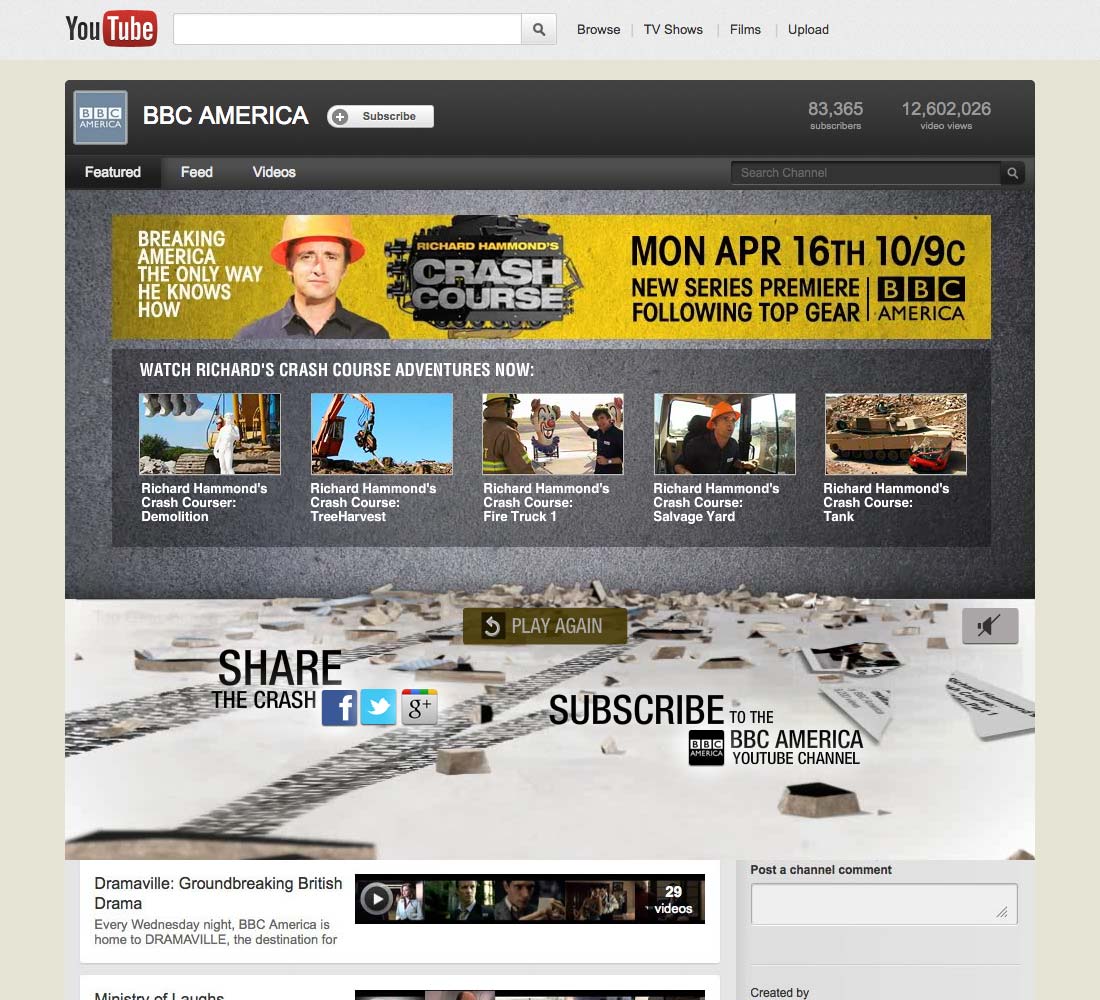 YouTube
Browse
TV Shows
Films
Upload
BBC AMERICA
BBC AMERICA
Subscribe
83,365
subscribers
12,602,026
video views
Featured
Feed
Videos
Search Channel
BREAKING
AMERICA
THE ONLY WAY
HE KNOWS
HOW
RICHARD HAMMOND'S
CRASH
COURSE
MON APR 16TH 10/9C
NEW SERIES PREMIERE
FOLLOWING TOP GEAR
BBC
AMERICA
WATCH RICHARD'S CRASH COURSE ADVENTURES NOW:
Richard Hammond's
Crash Courser:
Demolition
Richard Hammond's
Crash Course:
TreeHarvest
Richard Hammond's
Crash Course:
Fire Truck 1
Richard Hammond's
Crash Course:
Salvage Yard
Richard Hammond's
Crash Course:
Tank
PLAY AGAIN
SHARE
THE CRASH
f
g+
SUBSCRIBE TO THE
BBC AMERICA
BBC AMERICA
YOUTUBE CHANNEL
Dramaville: Groundbreaking British
Drama
Every Wednesday night, BBC America is
home to DRAMAVILLE, the destination for
29
videos
Post a channel comment
Ministry of Laughs
Created by